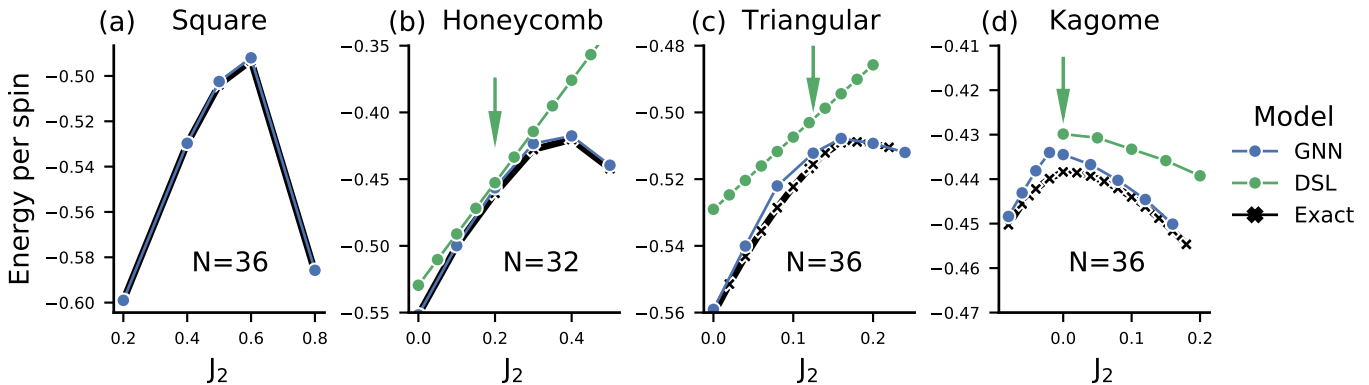 (a) Square
(b) Honeycomb
(c) Triangular
(d) Kagome
Energy per spin
−0.50
−0.52
−0.53
−0.56
−0.58
−0.60
0.2 0.4 0.6 0.8
J2
N=36
−0.35
−0.40
−0.45
−0.50
−0.55
0.0 0.2 0.4
J2
N=32
−0.48
−0.50
−0.52
−0.54
−0.56
0.0 0.1 0.2
J2
N=36
−0.41
−0.42
−0.43
−0.44
−0.45
−0.46
−0.47
0.0 0.1 0.2
J2
N=36
Model
GNN
DSL
Exact